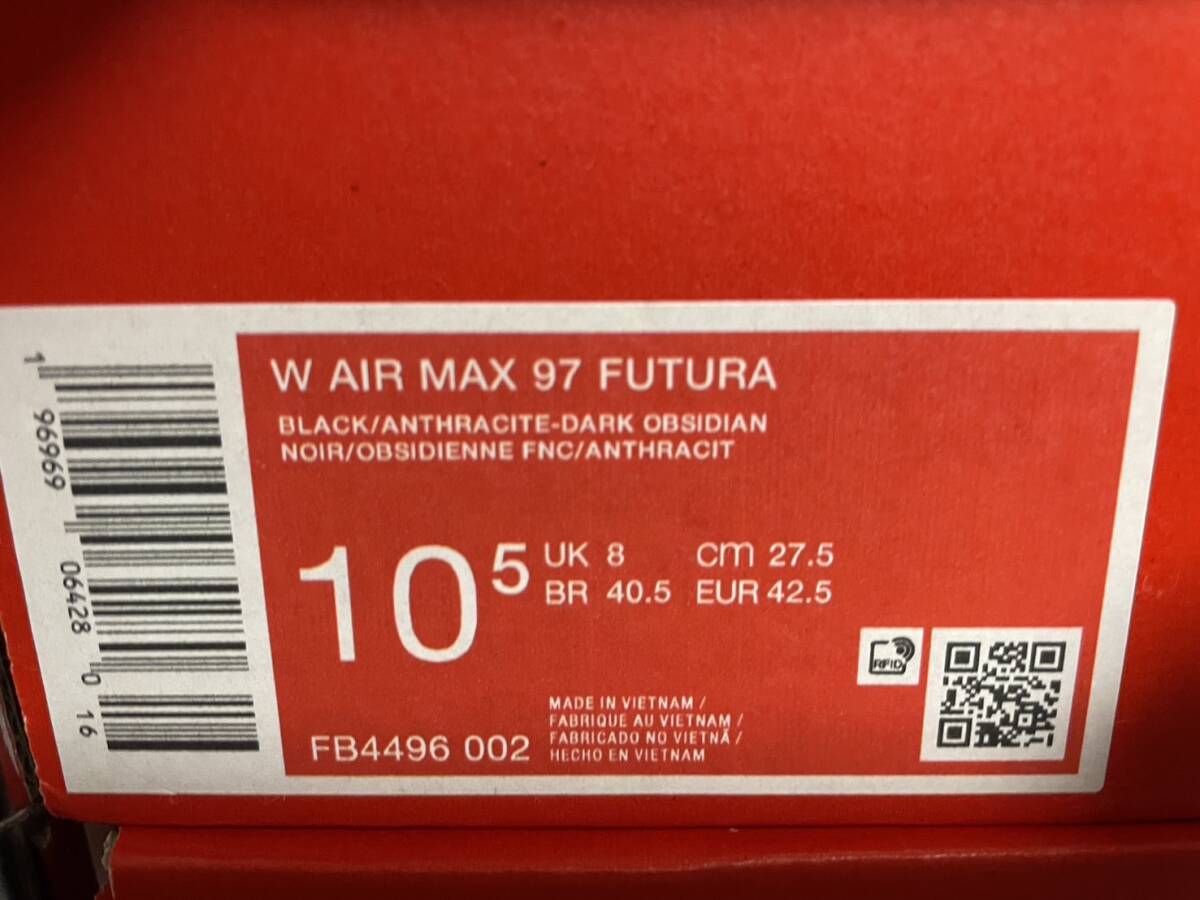 W AIR MAX 97 FUTURA
BLACK/ANTHRACITE-DARK OBSIDIAN
NOIR/OBSIDIENNE FNC/ANTHRACIT
10 5
UK 8 cm 27.5
BR 40.5 EUR 42.5
RFID
MADE IN VIETNAM /
FABRIQUE AU VIETNAM /
FABRICADO NO VIETNÃ /
HECHO EN VIETNAM
FB4496 002
1 96969 06428 0 16